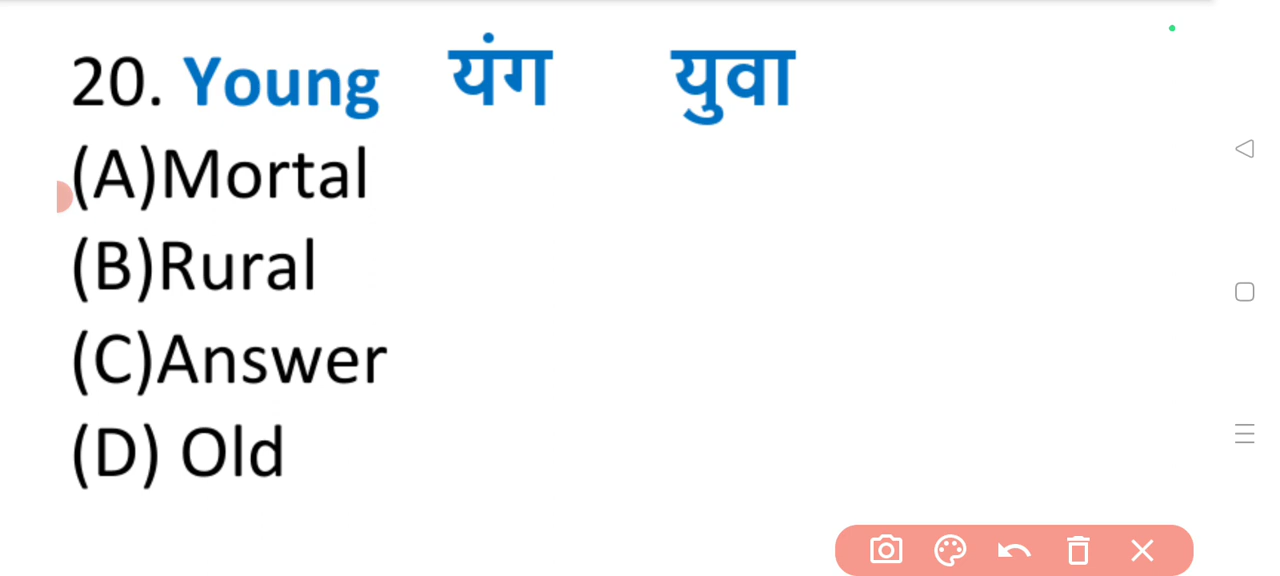 20. Young यंग युवा
(A)Mortal
(B)Rural
(C)Answer
(D) Old